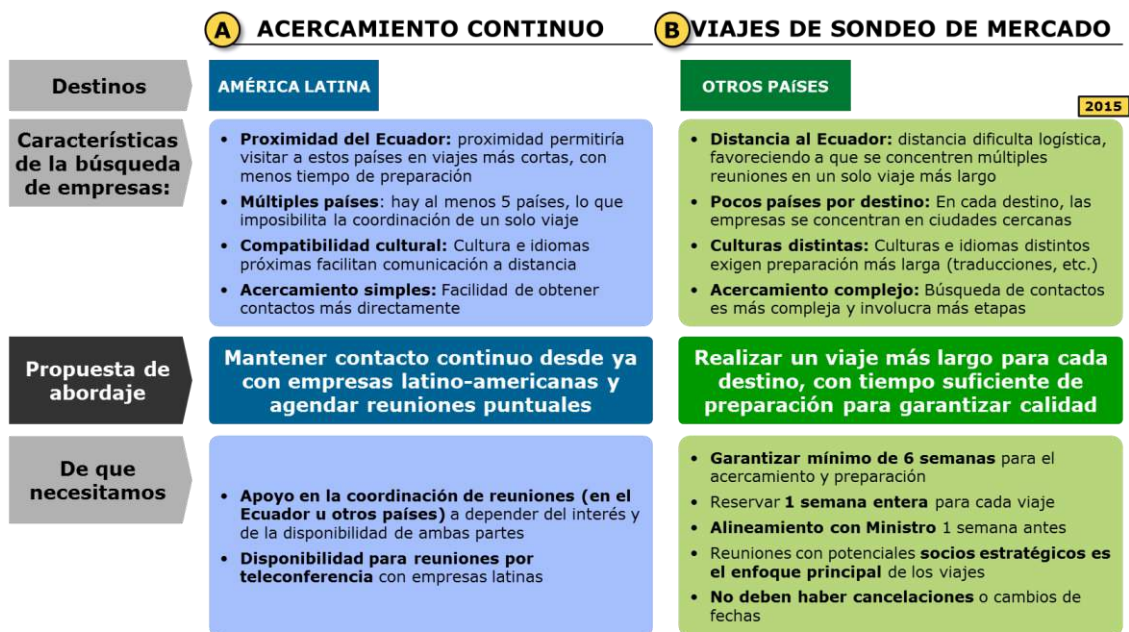 A ACERCAMIENTO CONTINUO
B VIAJES DE SONDEO DE MERCADO
Destinos
AMÉRICA LATINA
OTROS PAÍSES
2015
Características
de la búsqueda
de empresas:
• Proximidad del Ecuador: proximidad permitiría
visitar a estos países en viajes más cortas, con
menos tiempo de preparación
• Múltiples países: hay al menos 5 países, lo que
imposibilita la coordinación de un solo viaje
• Compatibilidad cultural: Cultura e idiomas
próximas facilitan comunicación a distancia
• Acercamiento simples: Facilidad de obtener
contactos más directamente
• Distancia al Ecuador: distancia dificulta logística,
favoreciendo a que se concentren múltiples
reuniones en un solo viaje más largo
• Pocos países por destino: En cada destino, las
empresas se concentran en ciudades cercanas
• Culturas distintas: Culturas e idiomas distintos
exigen preparación más larga (traducciones, etc.)
• Acercamiento complejo: Búsqueda de contactos
es más compleja y involucra más etapas
Propuesta de
abordaje
Mantener contacto continuo desde ya
con empresas latino-americanas y
agendar reuniones puntuales
Realizar un viaje más largo para cada
destino, con tiempo suficiente de
preparación para garantizar calidad
De que
necesitamos
• Apoyo en la coordinación de reuniones (en el
Ecuador u otros países) a depender del interés y
de la disponibilidad de ambas partes
• Disponibilidad para reuniones por
teleconferencia con empresas latinas
• Garantizar mínimo de 6 semanas para el
acercamiento y preparación
• Reservar 1 semana entera para cada viaje
• Alineamiento con Ministro 1 semana antes
• Reuniones con potenciales socios estratégicos es
el enfoque principal de los viajes
• No deben haber cancelaciones o cambios de
fechas